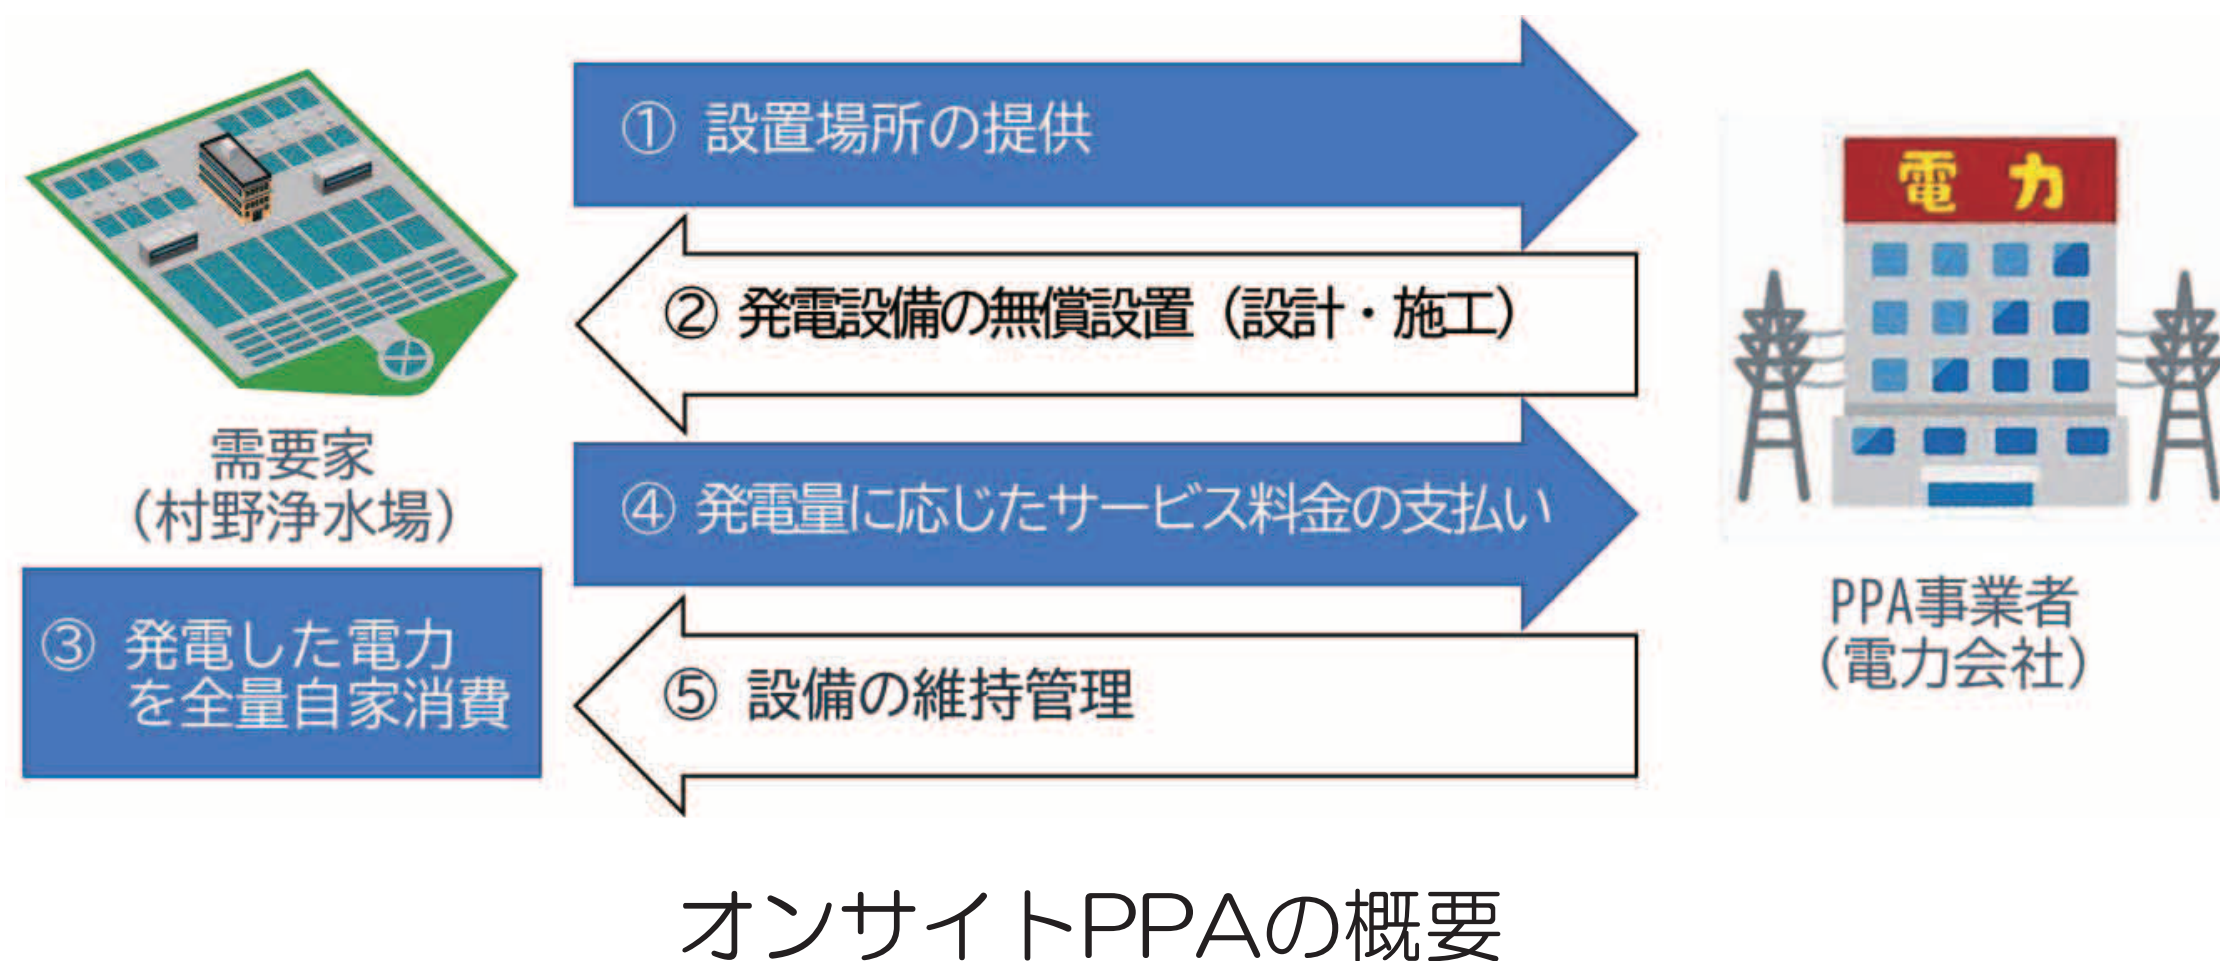 ① 設置場所の提供
電力
② 発電設備の無償設置（設計・施工）
需要家
（村野浄水場）
④ 発電量に応じたサービス料金の支払い
PPA事業者
（電力会社）
③ 発電した電力
を全量自家消費
⑤ 設備の維持管理
オンサイトPPAの概要